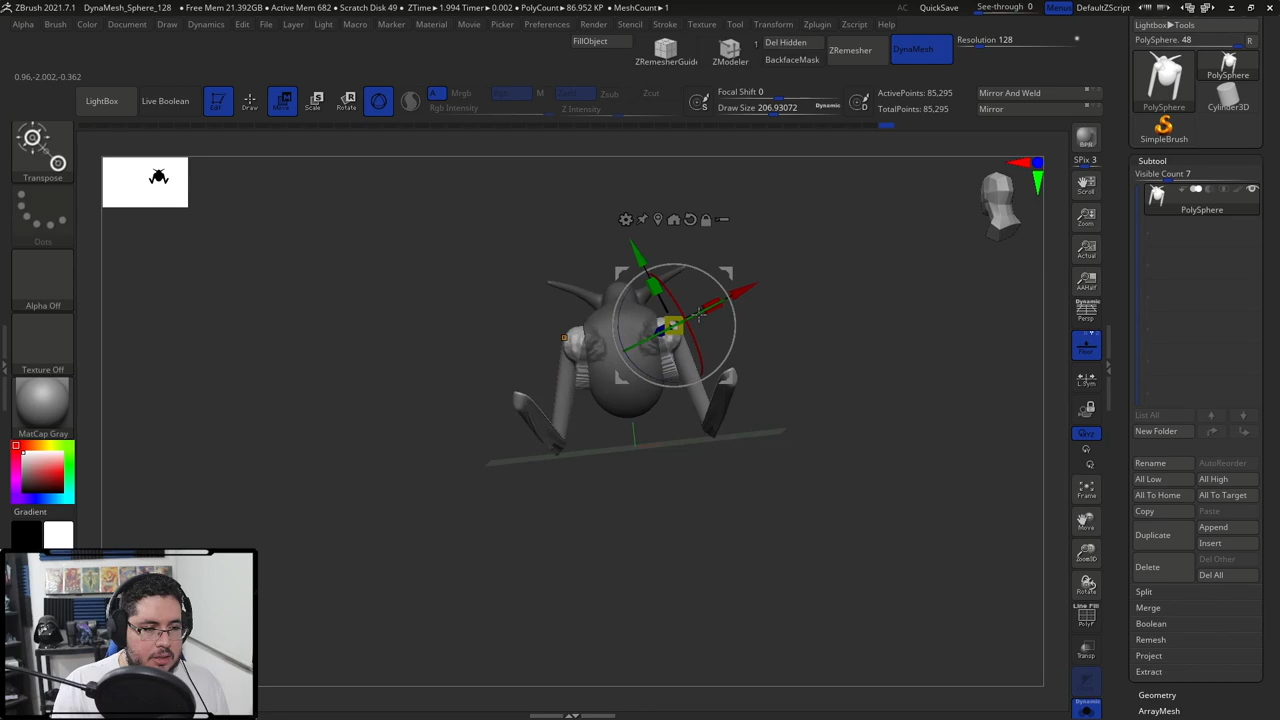 ZBrush 2021.7.1 DynaMesh_Sphere_128 • Free Mem 21.392GB • Active Mem 682 • Scratch Disk 49 • ZTime▸1.994 Timer▸0.002 • PolyCount▸86.952 KP • MeshCount▸1 AC QuickSave See-through 0 Menus DefaultZScript
Alpha Brush Color Document Draw Dynamics Edit File Layer Light Macro Marker Material Movie Picker Preferences Render Stencil Stroke Texture Tool Transform Zplugin Zscript Help
Lightbox▸Tools
PolySphere. 48 R
FillObject ZRemesherGuide ZModeler 1 Del Hidden BackfaceMask ZRemesher DynaMesh Resolution 128
0.96,-2.002,-0.362
LightBox Live Boolean Edit Draw Move Scale Rotate A Mrgb M Zsub Zcut
Rgb Intensity Z Intensity
S Focal Shift 0 D ActivePoints: 85,295 Mirror And Weld
Draw Size 206.93072 Dynamic TotalPoints: 85,295 Mirror
PolySphere PolySphere
Cylinder3D
SimpleBrush
Transpose
Dots
Alpha Off
Texture Off
MatCap Gray
Gradient
BPR
SPix 3
Scroll
Zoom
Actual
AAHalf
Dynamic
Persp
Floor
L.Sym
XYZ
Frame
Move
Zoom3D
Rotate
Line Fill
PolyF
Transp
Dynamic
Subtool
Visible Count 7
PolySphere
List All
New Folder
Rename AutoReorder
All Low All High
All To Home All To Target
Copy Paste
Duplicate Append
Insert
Delete Del Other
Del All
Split
Merge
Boolean
Remesh
Project
Extract
Geometry
ArrayMesh